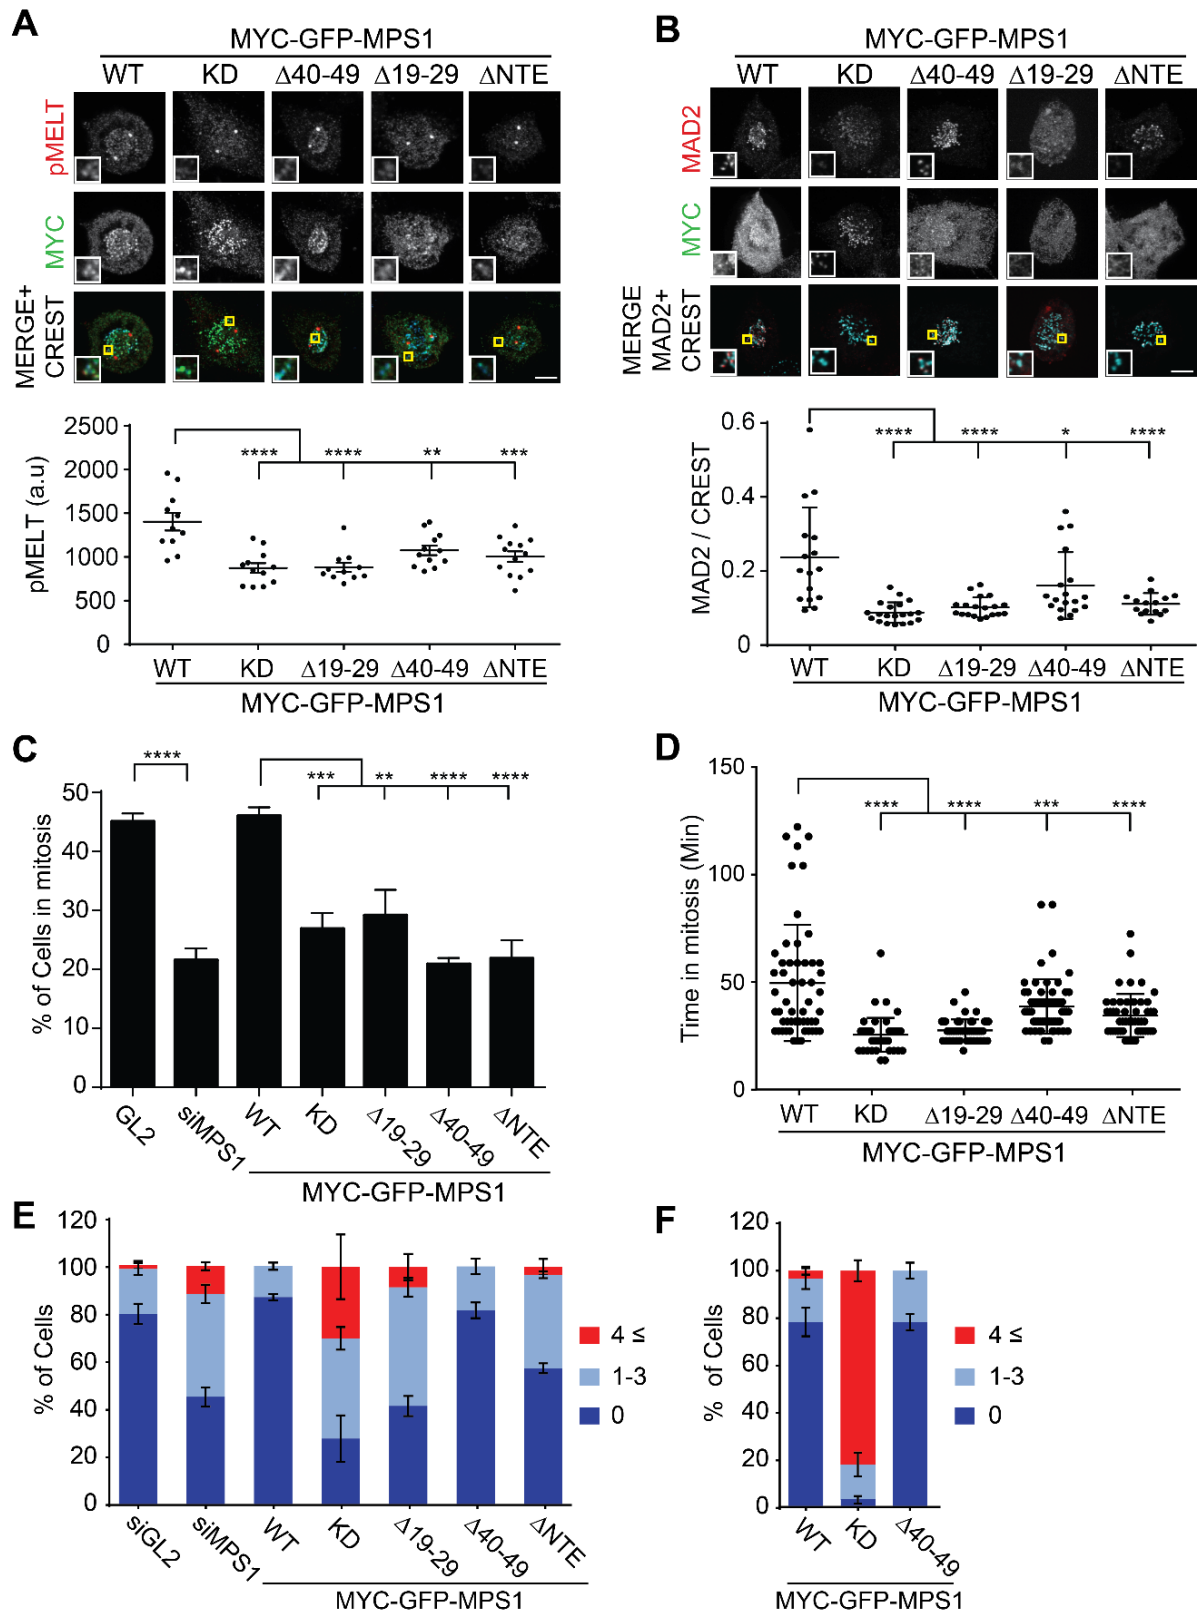 A
MYC-GFP-MPS1
WT KD Δ40-49 Δ19-29 ΔNTE
pMELT
MYC
MERGE+
CREST
2500
2000
1500
1000
500
0
pMELT (a.u)
**** **** ** ***
WT KD Δ19-29 Δ40-49 ΔNTE
MYC-GFP-MPS1
B
MYC-GFP-MPS1
WT KD Δ40-49 Δ19-29 ΔNTE
MAD2
MYC
MERGE
MAD2+
CREST
0.6
0.4
0.2
0
MAD2 / CREST
**** **** * ****
WT KD Δ19-29 Δ40-49 ΔNTE
MYC-GFP-MPS1
C
50
40
30
20
10
0
% of Cells in mitosis
**** *** ** **** ****
GL2 siMPS1 WT KD Δ19-29 Δ40-49 ΔNTE
MYC-GFP-MPS1
D
150
100
50
0
Time in mitosis (Min)
**** **** *** ****
WT KD Δ19-29 Δ40-49 ΔNTE
MYC-GFP-MPS1
E
120
100
80
60
40
20
0
% of Cells
4 ≤
1-3
0
siGL2 siMPS1 WT KD Δ19-29 Δ40-49 ΔNTE
MYC-GFP-MPS1
F
120
100
80
60
40
20
0
% of Cells
4 ≤
1-3
0
WT KD Δ40-49
MYC-GFP-MPS1